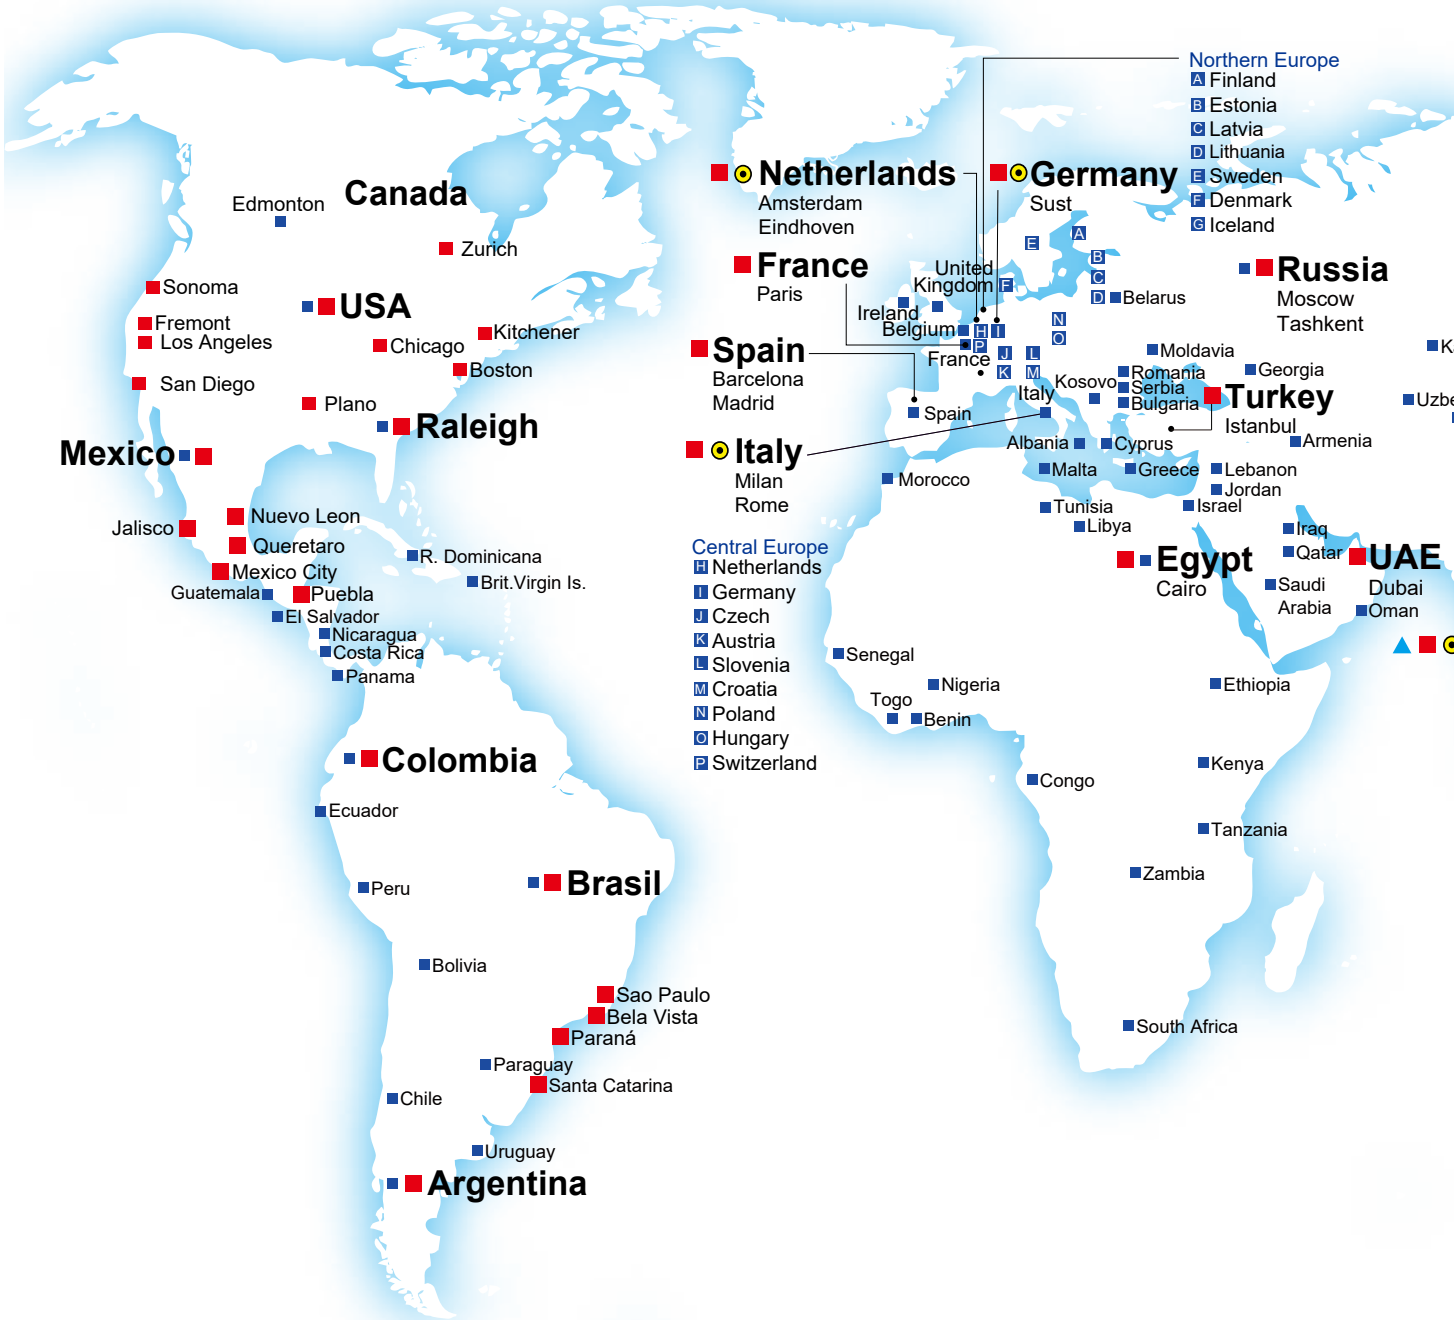 Canada
Edmonton
Zurich
Sonoma
USA
Fremont
Los Angeles
Kitchener
Chicago
Boston
San Diego
Plano
Raleigh
Mexico
Nuevo Leon
Jalisco
Queretaro
Mexico City
Guatemala
Puebla
El Salvador
Nicaragua
Costa Rica
Panama
R. Dominicana
Brit.Virgin Is.
Colombia
Ecuador
Peru
Brasil
Bolivia
Sao Paulo
Bela Vista
Paraná
Paraguay
Santa Catarina
Chile
Uruguay
Argentina
Netherlands
Amsterdam
Eindhoven
France
Paris
Spain
Barcelona
Madrid
Italy
Milan
Rome
Central Europe
H Netherlands
I Germany
J Czech
K Austria
L Slovenia
M Croatia
N Poland
O Hungary
P Switzerland
Germany
Sust
Northern Europe
A Finland
B Estonia
C Latvia
D Lithuania
E Sweden
F Denmark
G Iceland
E
A
B
C
D
Belarus
United
Kingdom
F
Ireland
Belgium
H
I
P
France
J
K
L
M
N
O
Spain
Italy
Kosovo
Moldavia
Romania
Serbia
Bulgaria
Albania
Cyprus
Malta
Greece
Russia
Moscow
Tashkent
Georgia
Turkey
Istanbul
Armenia
Lebanon
Jordan
Israel
Morocco
Tunisia
Libya
Egypt
Cairo
Iraq
Qatar
UAE
Dubai
Saudi
Arabia
Oman
Senegal
Nigeria
Togo
Benin
Ethiopia
Congo
Kenya
Tanzania
Zambia
South Africa